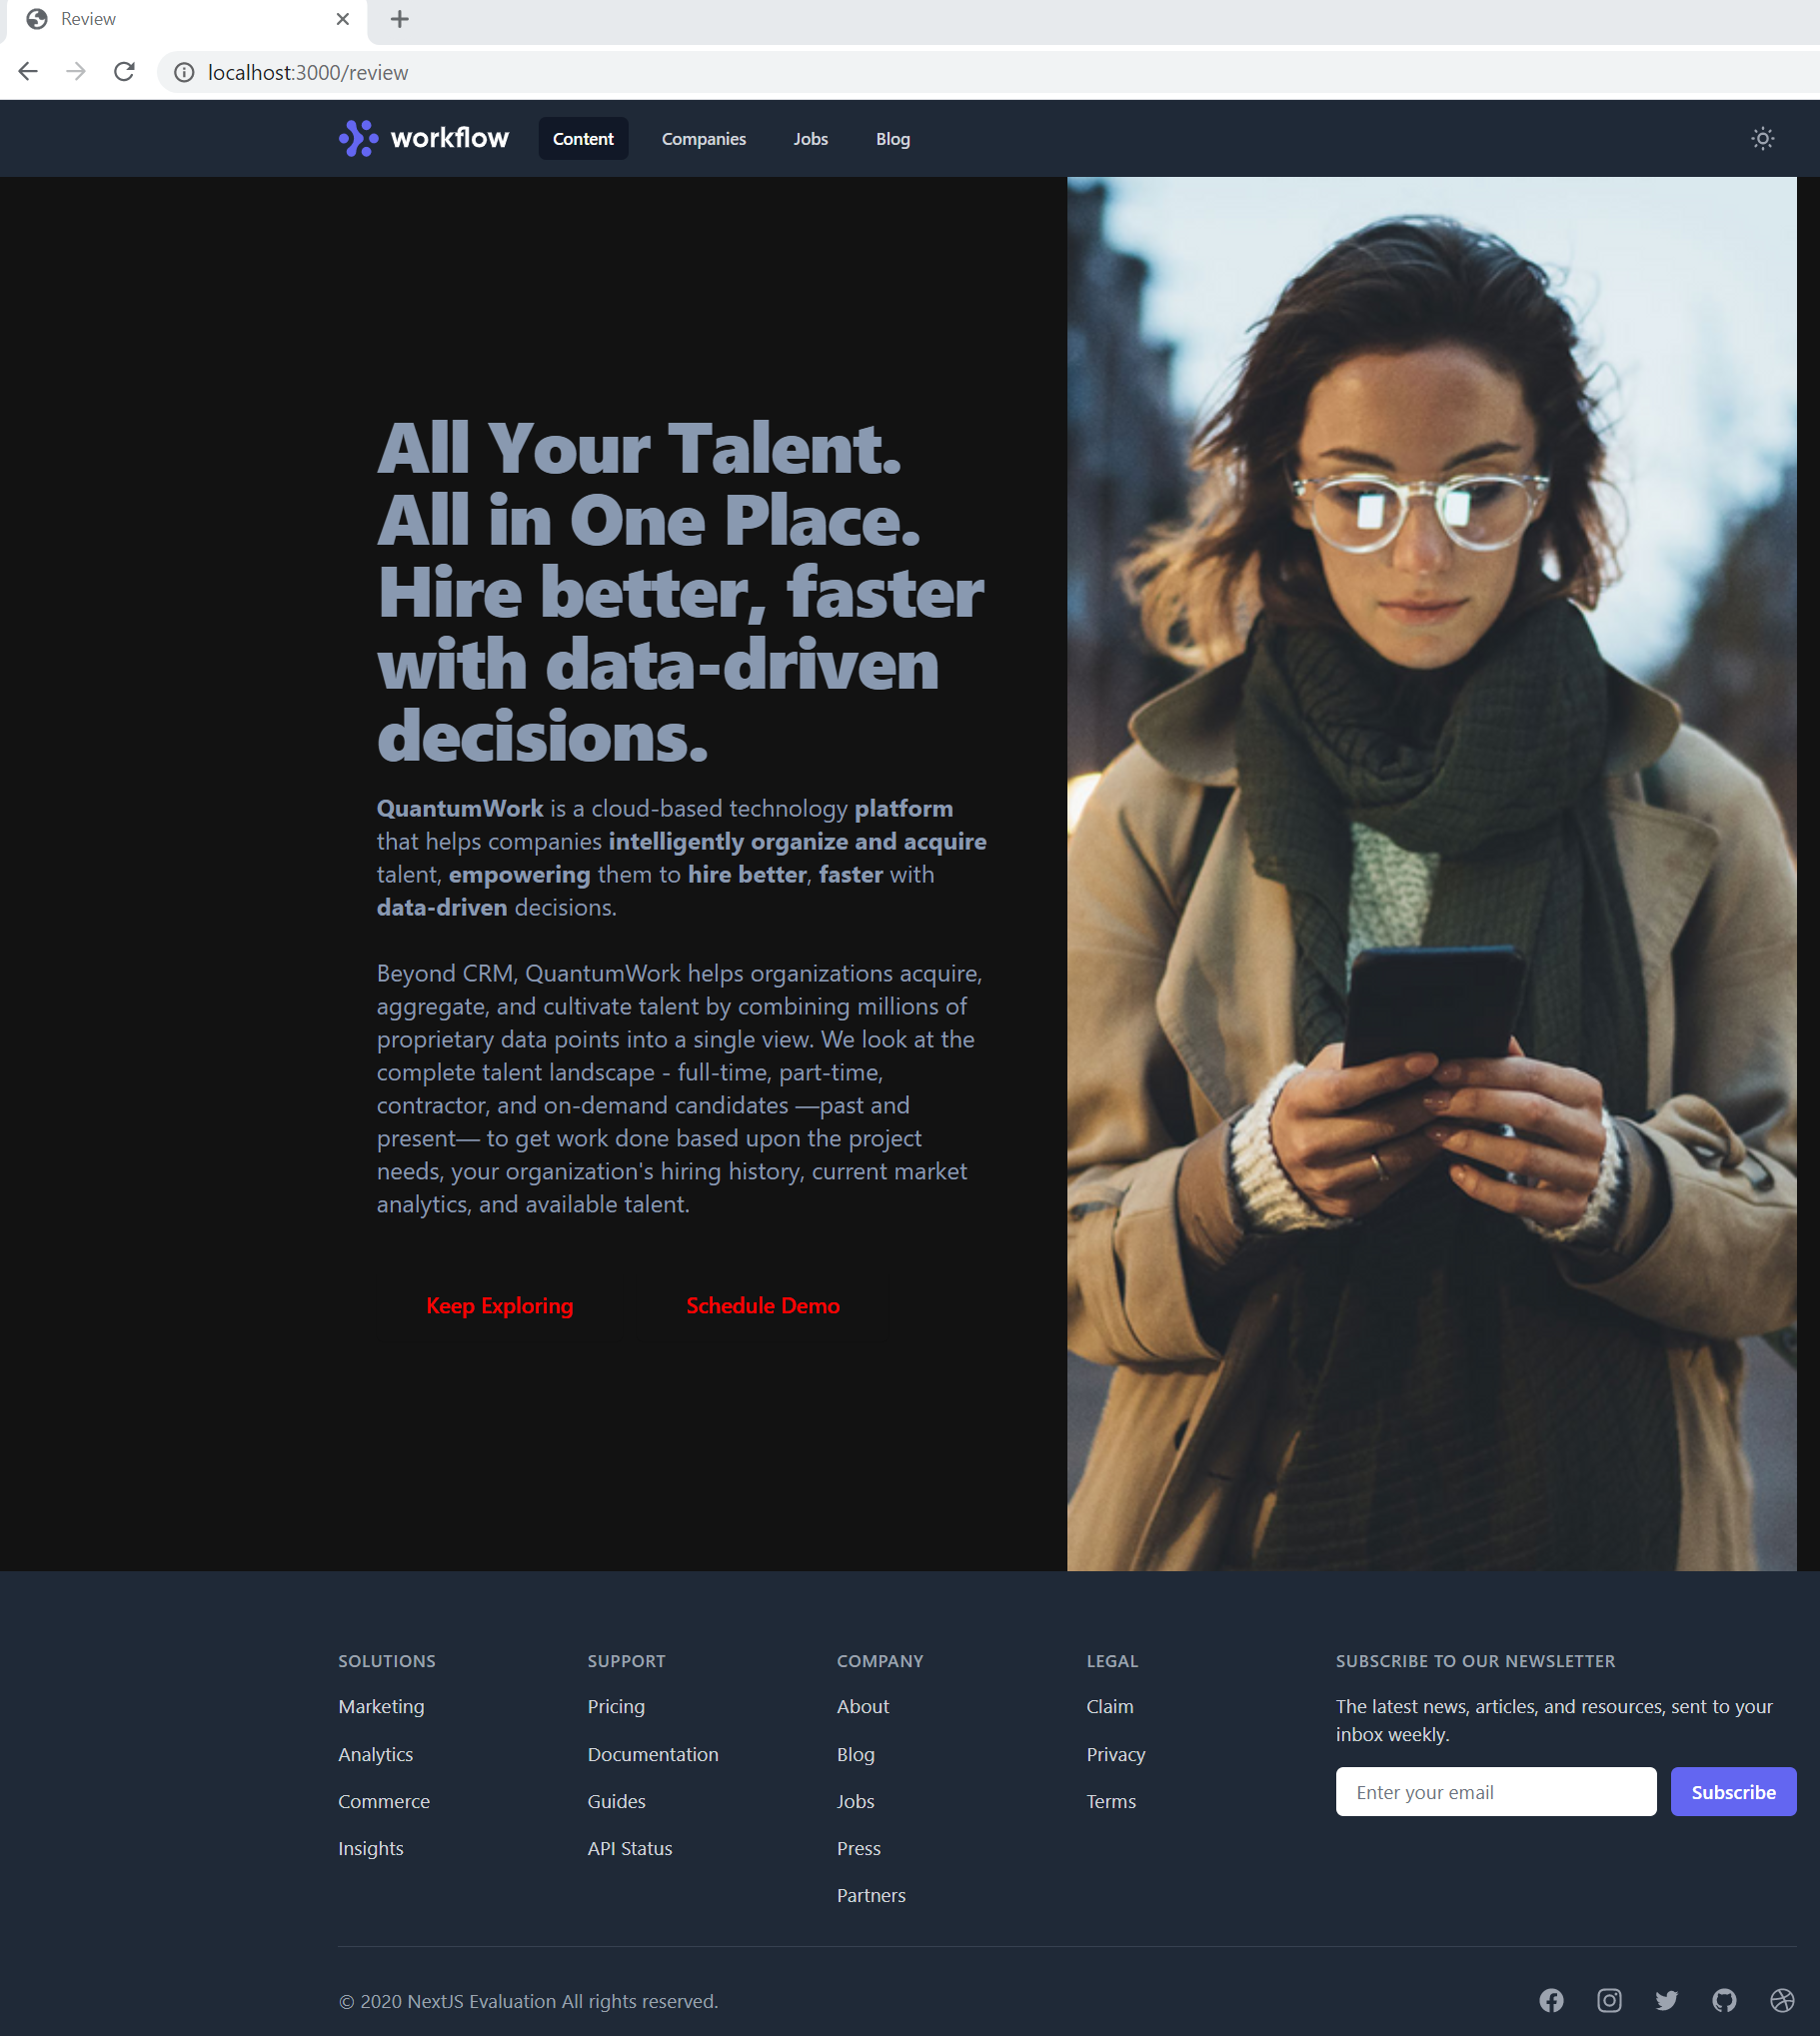 Review
localhost:3000/review
workflow
Content
Companies
Jobs
Blog
All Your Talent.
All in One Place.
Hire better, faster
with data-driven
decisions.
QuantumWork is a cloud-based technology platform
that helps companies intelligently organize and acquire
talent, empowering them to hire better, faster with
data-driven decisions.
Beyond CRM, QuantumWork helps organizations acquire,
aggregate, and cultivate talent by combining millions of
proprietary data points into a single view. We look at the
complete talent landscape - full-time, part-time,
contractor, and on-demand candidates —past and
present— to get work done based upon the project
needs, your organization's hiring history, current market
analytics, and available talent.
Keep Exploring
Schedule Demo
SOLUTIONS
Marketing
Analytics
Commerce
Insights
SUPPORT
Pricing
Documentation
Guides
API Status
COMPANY
About
Blog
Jobs
Press
Partners
LEGAL
Claim
Privacy
Terms
SUBSCRIBE TO OUR NEWSLETTER
The latest news, articles, and resources, sent to your
inbox weekly.
Enter your email
Subscribe
© 2020 NextJS Evaluation All rights reserved.